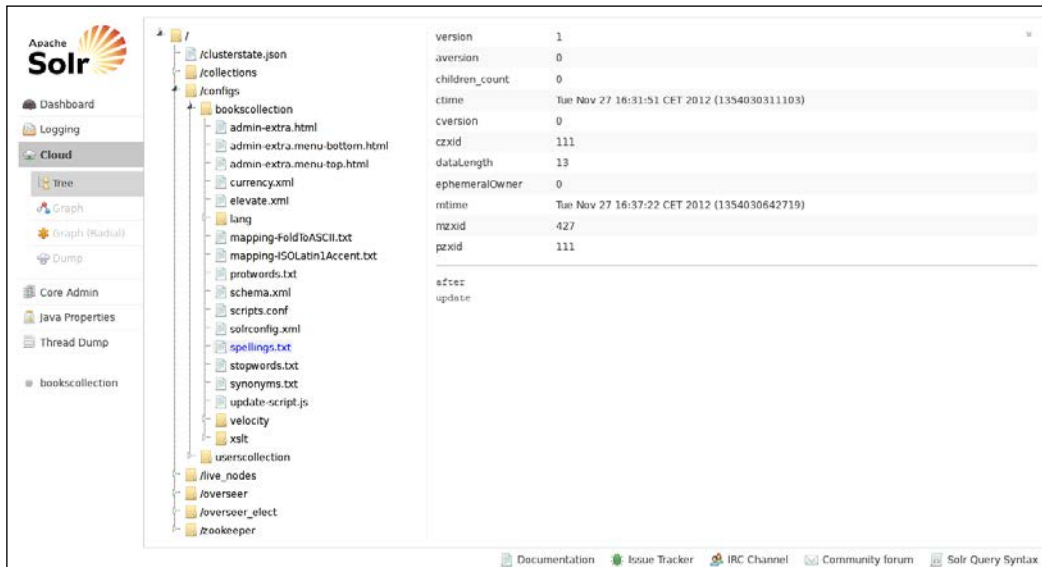 Apache
Solr
Dashboard
Logging
Cloud
Tree
Graph
Graph (Radial)
Dump
Core Admin
Java Properties
Thread Dump
bookscollection
/
/clusterstate.json
/collections
/configs
bookscollection
admin-extra.html
admin-extra.menu-bottom.html
admin-extra.menu-top.html
currency.xml
elevate.xml
lang
mapping-FoldToASCII.txt
mapping-ISOLatin1Accent.txt
protwords.txt
schema.xml
scripts.conf
solrconfig.xml
spellings.txt
stopwords.txt
synonyms.txt
update-script.js
velocity
xslt
userscollection
/live_nodes
/overseer
/overseer_elect
/zookeeper
version 1
aversion 0
children_count 0
ctime Tue Nov 27 16:31:51 CET 2012 (1354030311103)
cversion 0
czxid 111
dataLength 13
ephemeralOwner 0
mtime Tue Nov 27 16:37:22 CET 2012 (1354030642719)
mzxid 427
pzxid 111
after
update
Documentation Issue Tracker IRC Channel Community forum Solr Query Syntax